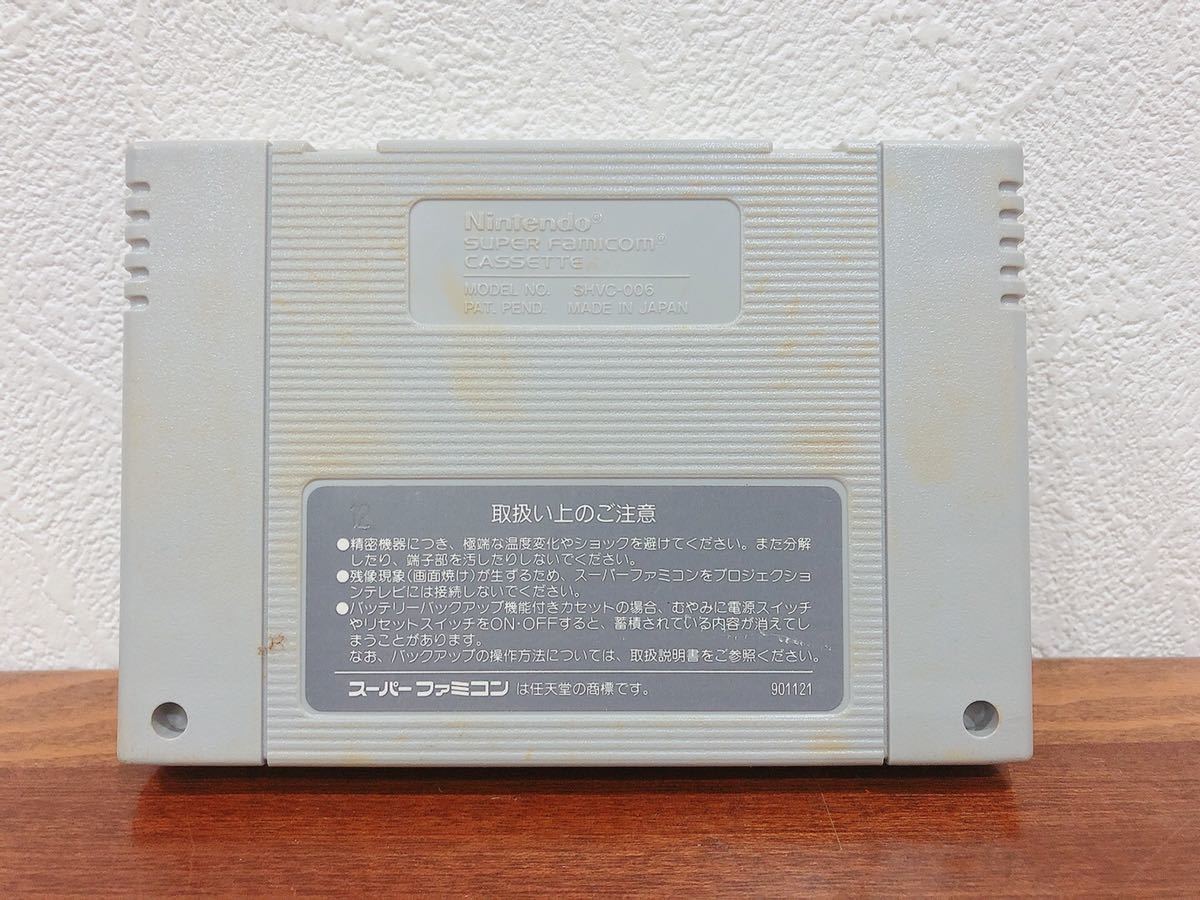 Nintendo®
SUPER FAMICOM®
CASSETTE
MODEL NO. SHVC-006
PAT. PEND. MADE IN JAPAN
12
取扱い上のご注意
●精密機器につき、極端な温度変化やショックを避けてください。また分解
したり、端子部を汚したりしないでください。
●残像現象(画面焼け)が生ずるため、スーパーファミコンをプロジェクショ
ンテレビには接続しないでください。
●バッテリーバックアップ機能付きカセットの場合、むやみに電源スイッチ
やリセットスイッチをON・OFFすると、蓄積されている内容が消えてし
まうことがあります。
なお、バックアップの操作方法については、取扱説明書をご参照ください。
スーパーファミコンは任天堂の商標です。 901121